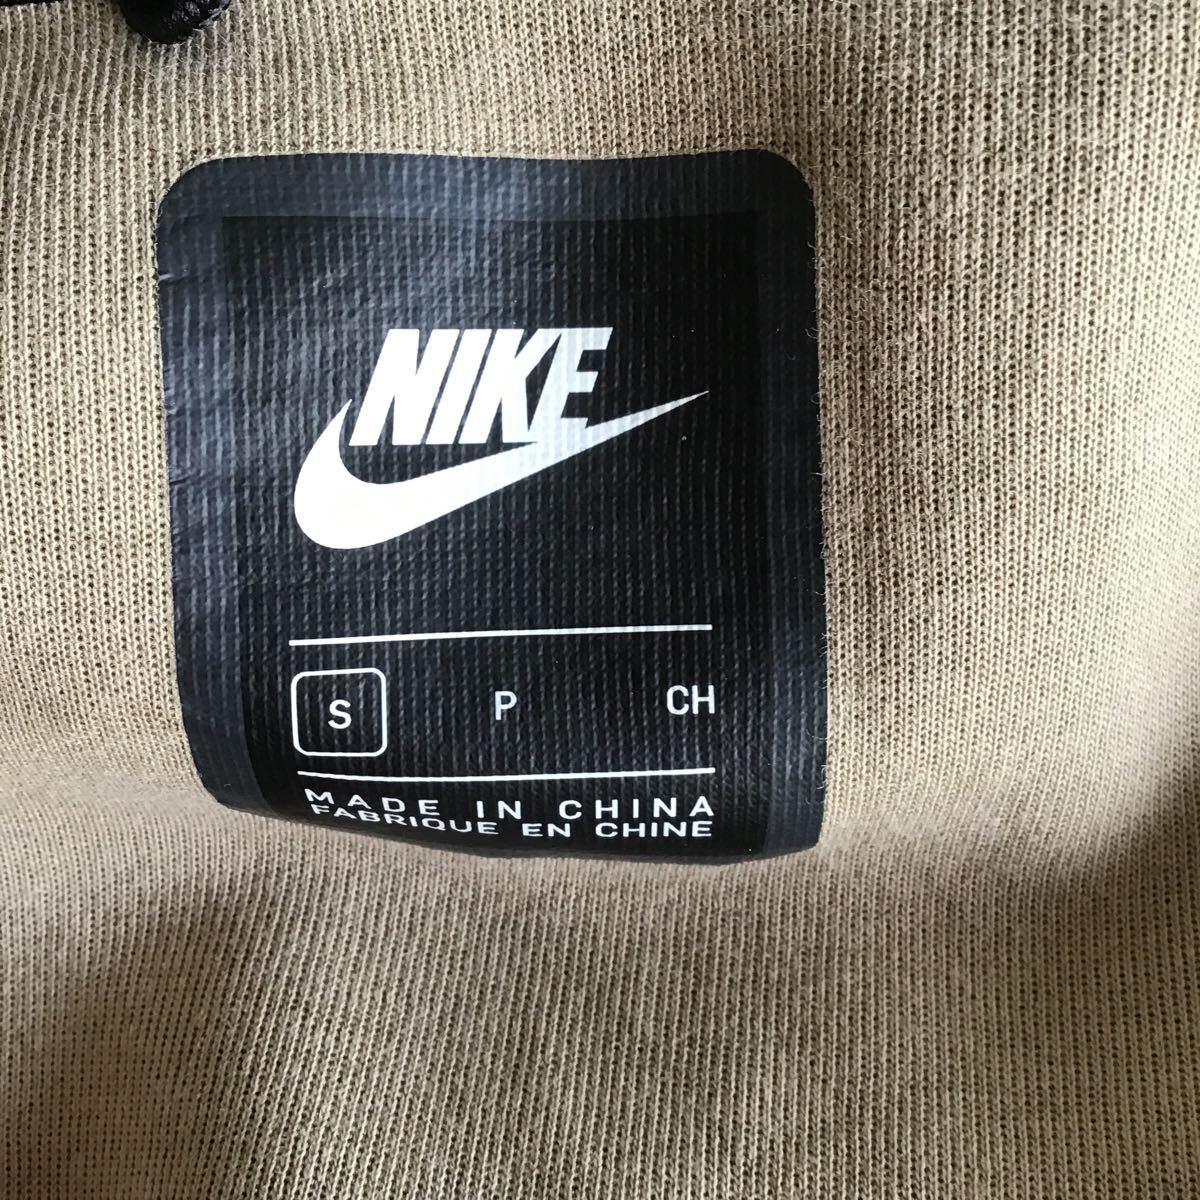 NIKE
S P CH
MADE IN CHINA
FABRIQUE EN CHINE